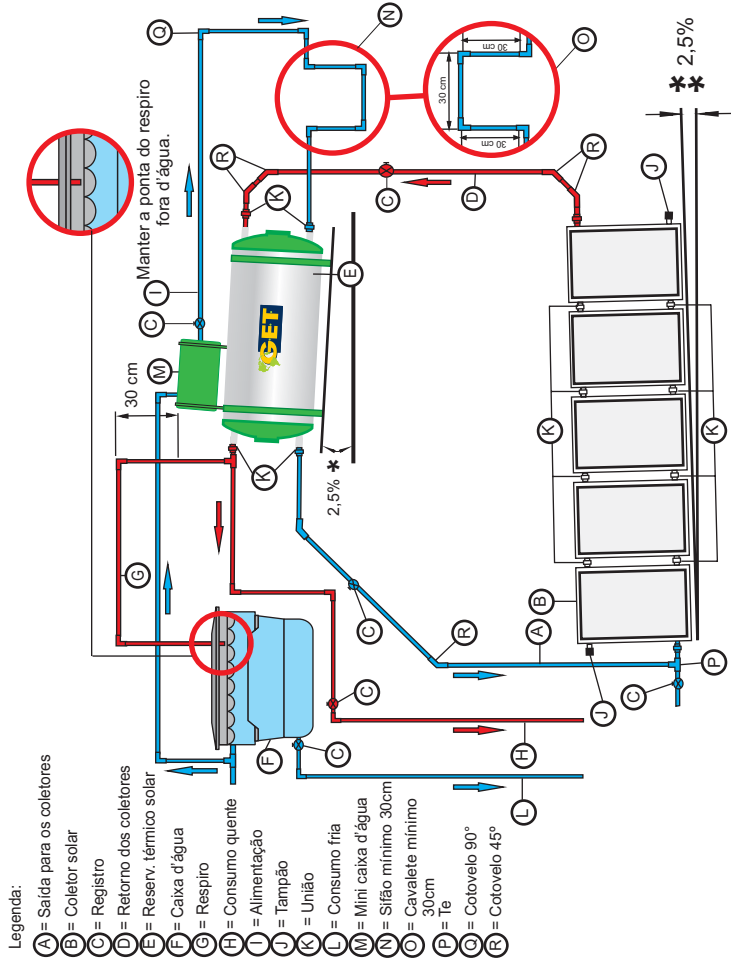 Legenda:
A = Saída para os coletores
B = Coletor solar
C = Registro
D = Retorno dos coletores
E = Reserv. térmico solar
F = Caixa d'água
G = Respiro
H = Consumo quente
I = Alimentação
J = Tampão
K = União
L = Consumo fria
M = Mini caixa d'água
N = Sifão mínimo 30cm
O = Cavalete mínimo
30cm
P = Te
Q = Cotovelo 90°
R = Cotovelo 45º
Manter a ponta do respiro
fora d'água.
30 cm
G
M
C
I
Q
N
R
K
K
E
GET
2,5% *
30 cm
30 cm
30 cm
O
C
D
R
F
C
C
C
R
A
H
L
B
J
K
K
J
C
P
** 2,5%